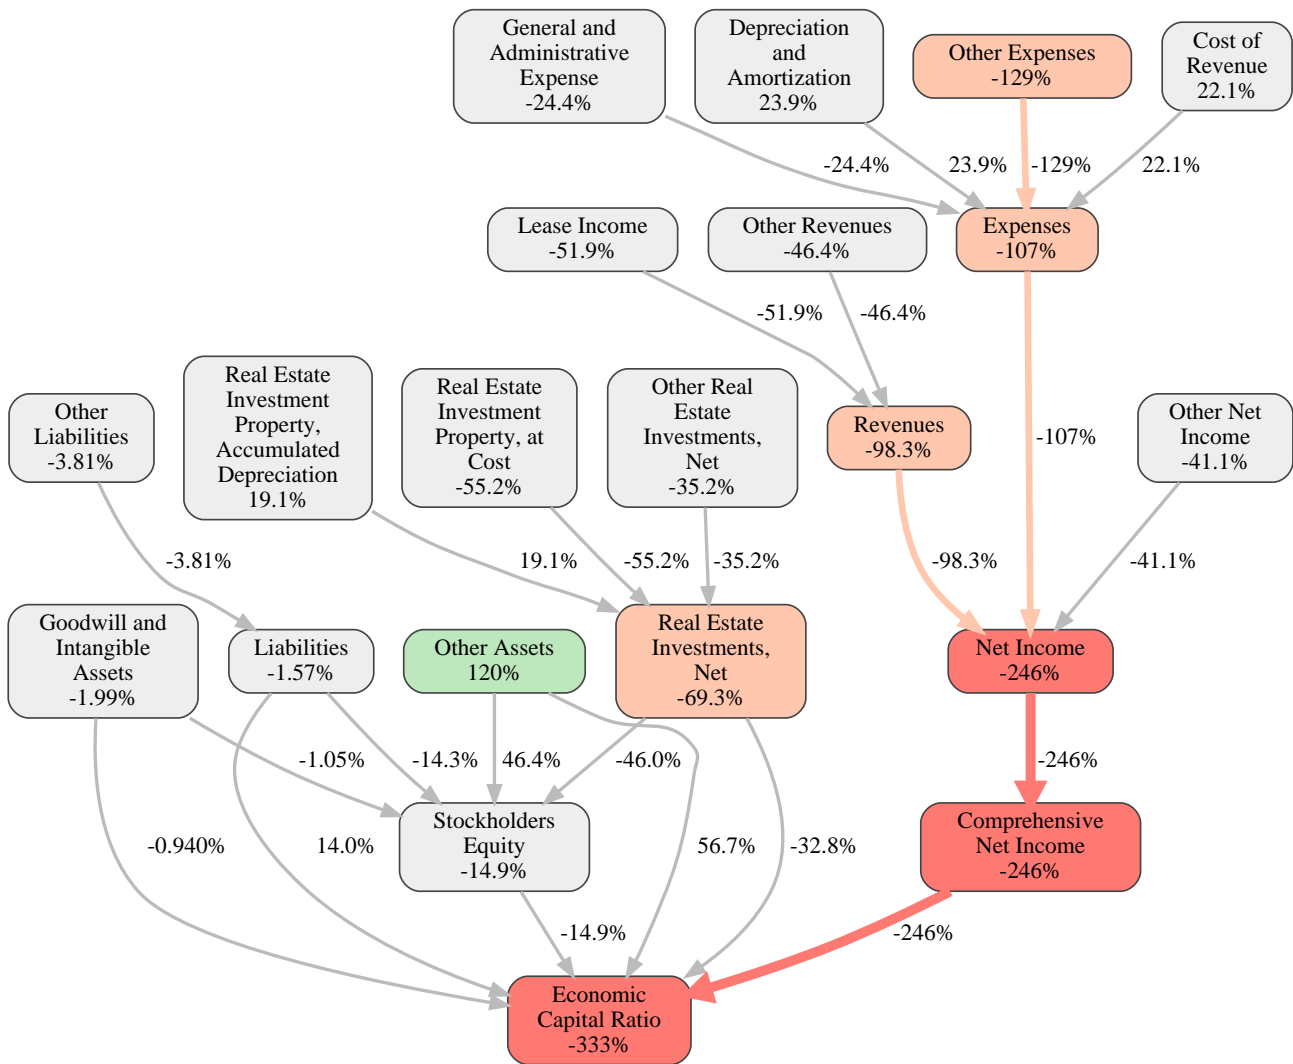 General and
Administrative
Expense
-24.4%
Depreciation
and
Amortization
23.9%
Other Expenses
-129%
Cost of
Revenue
22.1%
-24.4%
23.9%
-129%
22.1%
Lease Income
-51.9%
Other Revenues
-46.4%
Expenses
-107%
-51.9%
-46.4%
Real Estate
Investment
Property,
Accumulated
Depreciation
19.1%
Real Estate
Investment
Property, at
Cost
-55.2%
Other Real
Estate
Investments,
Net
-35.2%
Other
Liabilities
-3.81%
Revenues
-98.3%
-107%
Other Net
Income
-41.1%
-3.81%
19.1%
-55.2%
-35.2%
-98.3%
-41.1%
Goodwill and
Intangible
Assets
-1.99%
Liabilities
-1.57%
Other Assets
120%
Real Estate
Investments,
Net
-69.3%
Net Income
-246%
-1.05%
-14.3%
46.4%
-46.0%
-246%
-0.940%
14.0%
Stockholders
Equity
-14.9%
56.7%
-32.8%
Comprehensive
Net Income
-246%
-14.9%
-246%
Economic
Capital Ratio
-333%